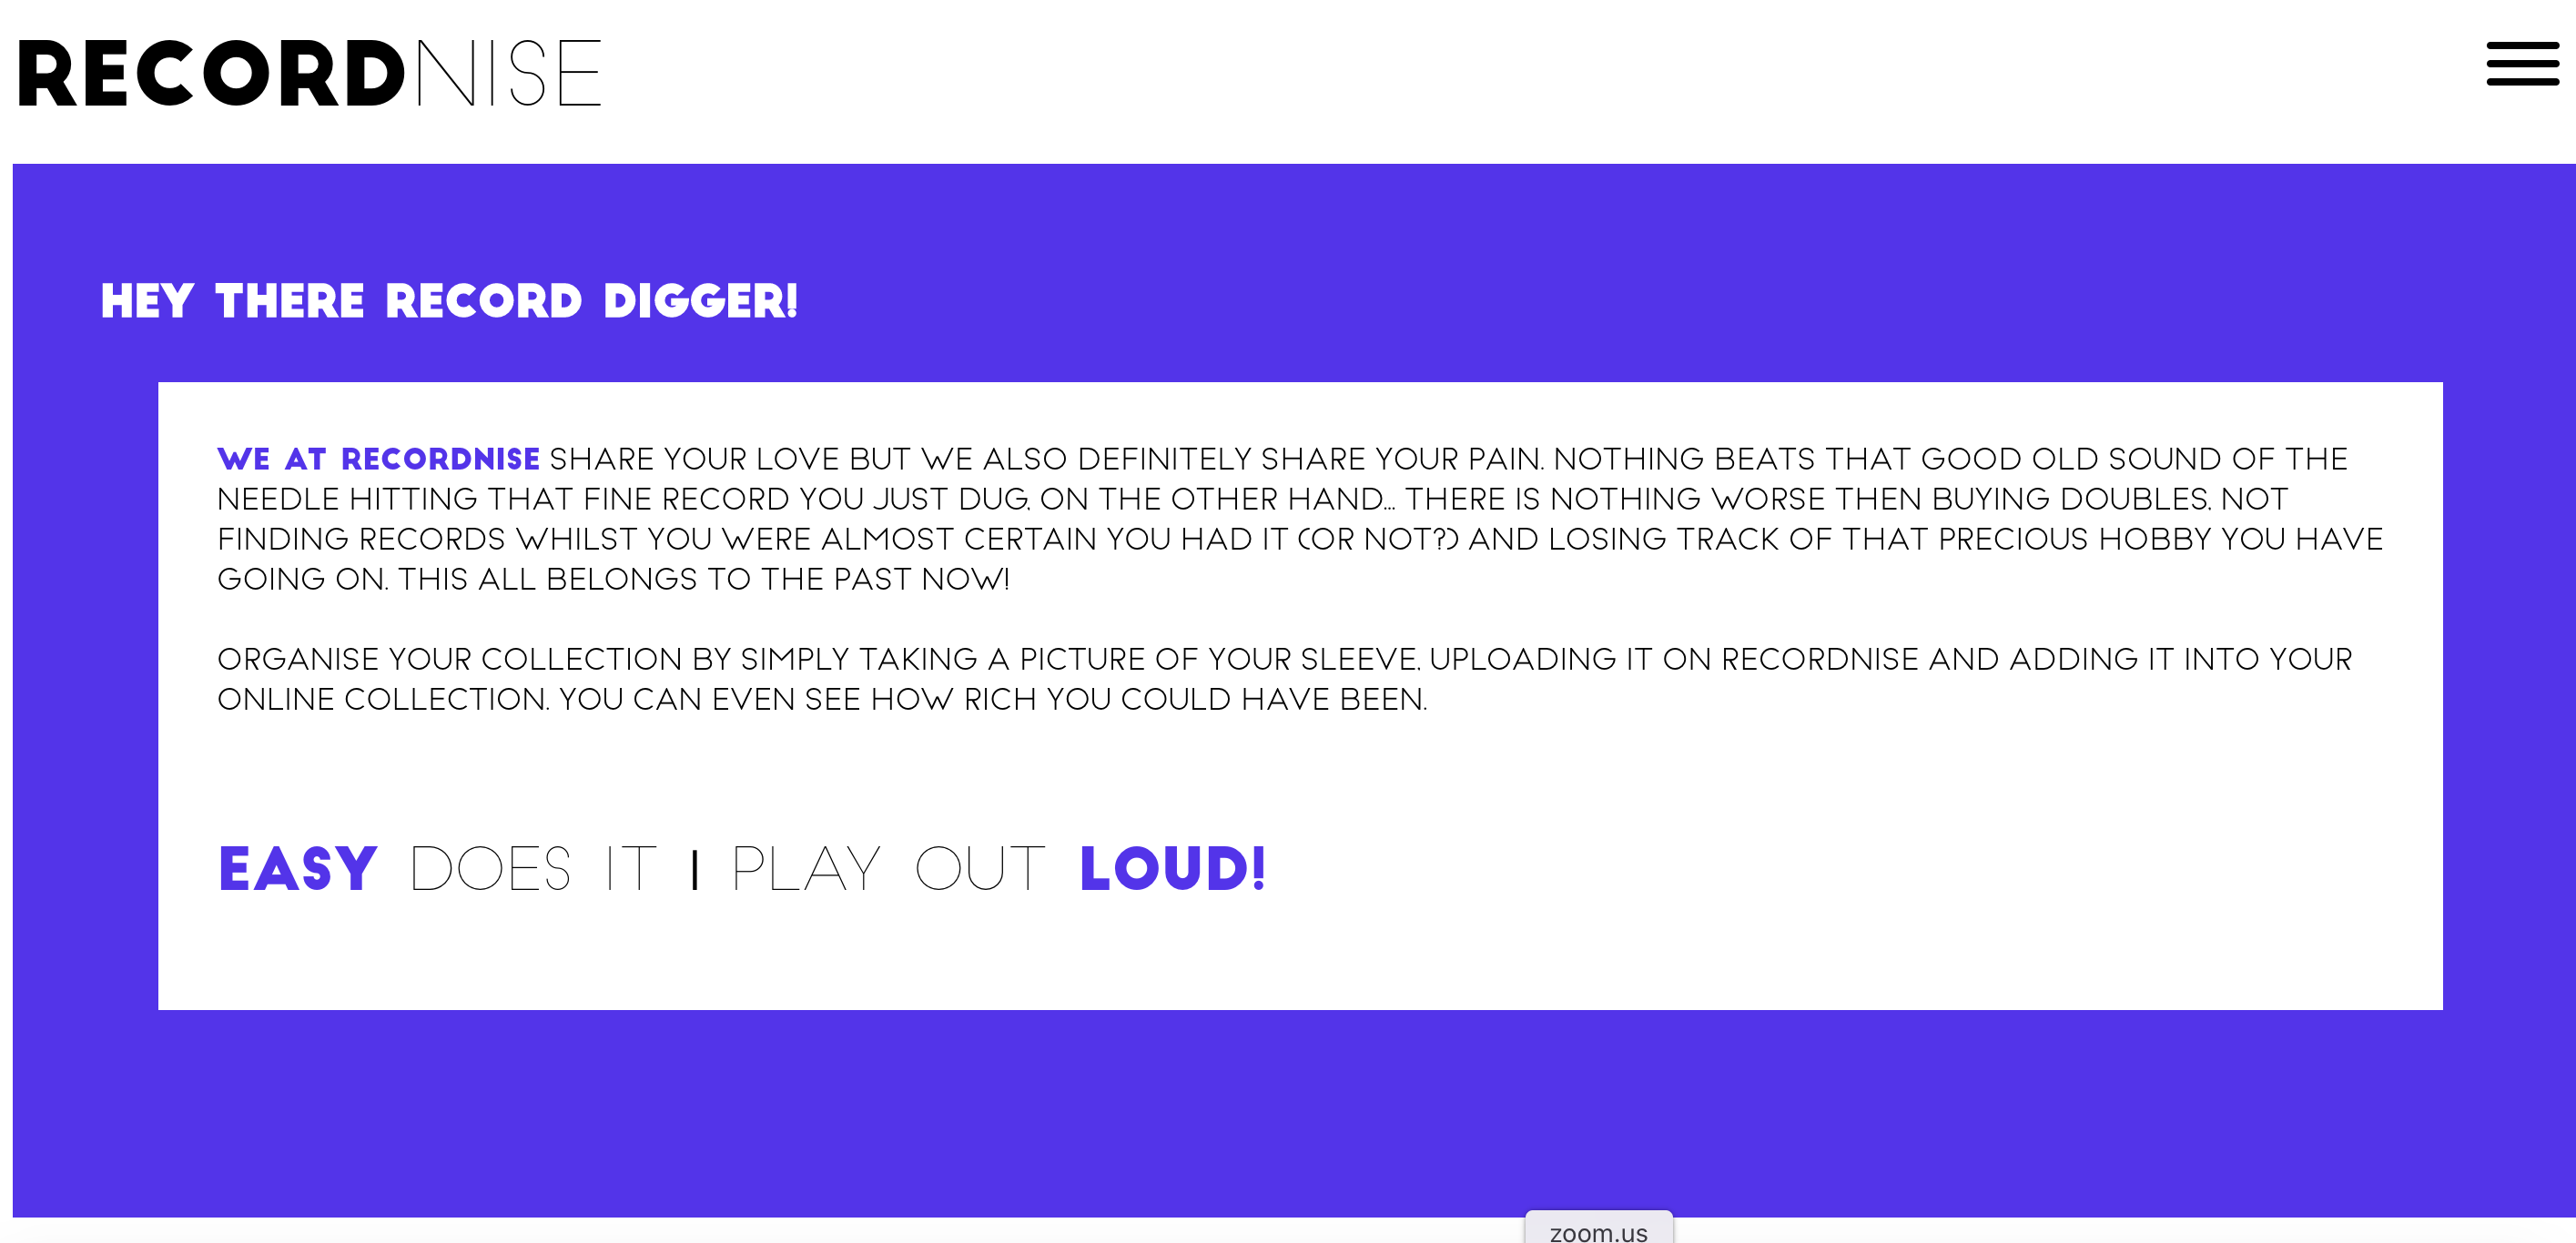 RECORDNISE
HEY THERE RECORD DIGGER!
WE AT RECORDNISE SHARE YOUR LOVE BUT WE ALSO DEFINITELY SHARE YOUR PAIN. NOTHING BEATS THAT GOOD OLD SOUND OF THE
NEEDLE HITTING THAT FINE RECORD YOU JUST DUG, ON THE OTHER HAND... THERE IS NOTHING WORSE THEN BUYING DOUBLES, NOT
FINDING RECORDS WHILST YOU WERE ALMOST CERTAIN YOU HAD IT (OR NOT?) AND LOSING TRACK OF THAT PRECIOUS HOBBY YOU HAVE
GOING ON. THIS ALL BELONGS TO THE PAST NOW!
ORGANISE YOUR COLLECTION BY SIMPLY TAKING A PICTURE OF YOUR SLEEVE, UPLOADING IT ON RECORDNISE AND ADDING IT INTO YOUR
ONLINE COLLECTION. YOU CAN EVEN SEE HOW RICH YOU COULD HAVE BEEN.
EASY DOES IT | PLAY OUT LOUD!
zoom.us